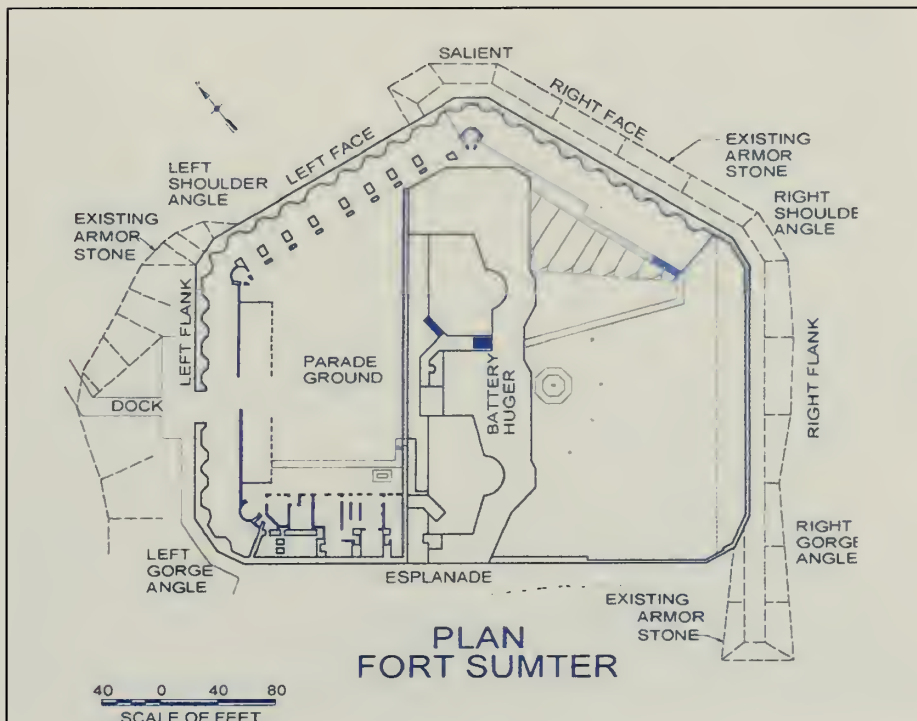 SALIENT
RIGHT FACE
LEFT FACE
EXISTING
ARMOR
STONE
LEFT
SHOULDER
ANGLE
RIGHT
SHOULDE
ANGLE
EXISTING
ARMOR
STONE
LEFT FLANK
PARADE
GROUND
BATTERY
HUGER
RIGHT FLANK
DOCK
LEFT
GORGE
ANGLE
RIGHT
GORGE
ANGLE
ESPLANADE
EXISTING
ARMOR
STONE
PLAN
FORT SUMTER
40 0 40 80
SCALE OF FEET